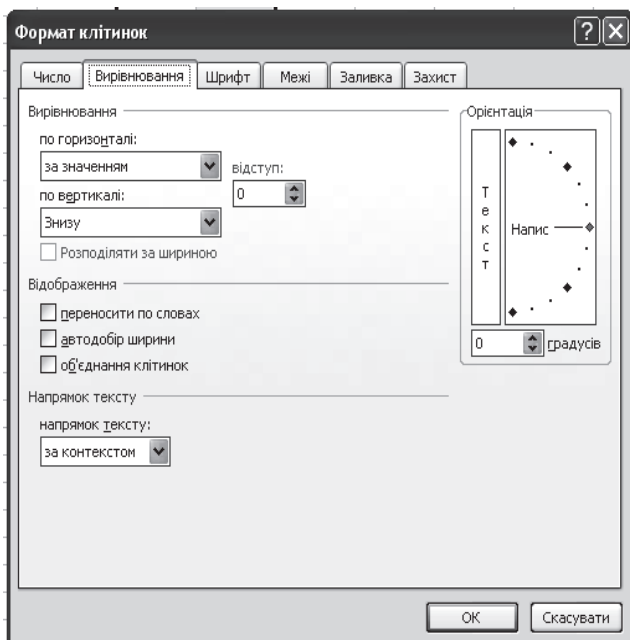 Формат клітинок
Число Вирівнювання Шрифт Межі Заливка Захист
Вирівнювання
по горизонталі:
за значенням
відступ:
0
по вертикалі:
Знизу
Розподіляти за шириною
Відображення
переносити по словах
автодобір ширини
об'єднання клітинок
Напрямок тексту
напрямок тексту:
за контекстом
Орієнтація
Текст
Напис
0 градусів
ОК Скасувати